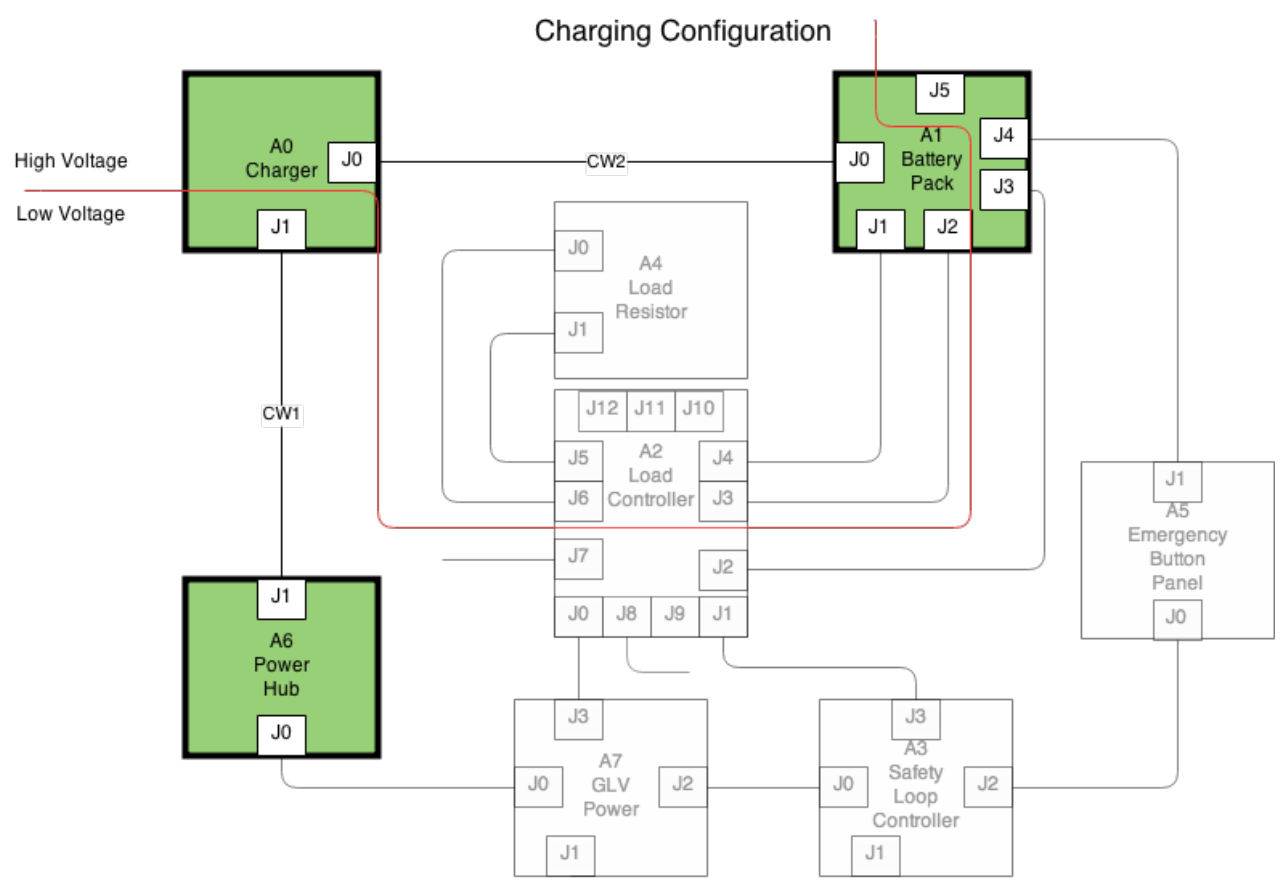 Charging Configuration
High Voltage
Low Voltage
A0
Charger
J0
J1
CW2
J5
J4
A1
Battery
Pack
J0
J3
J1
J2
J0
A4
Load
Resistor
J1
CW1
J12
J11
J10
J5
A2
Load
Controller
J4
J6
J3
J7
J2
J0
J8
J9
J1
J1
A5
Emergency
Button
Panel
J0
J1
A6
Power
Hub
J0
J3
A7
GLV
Power
J0
J2
J1
J3
A3
Safety
Loop
Controller
J0
J2
J1